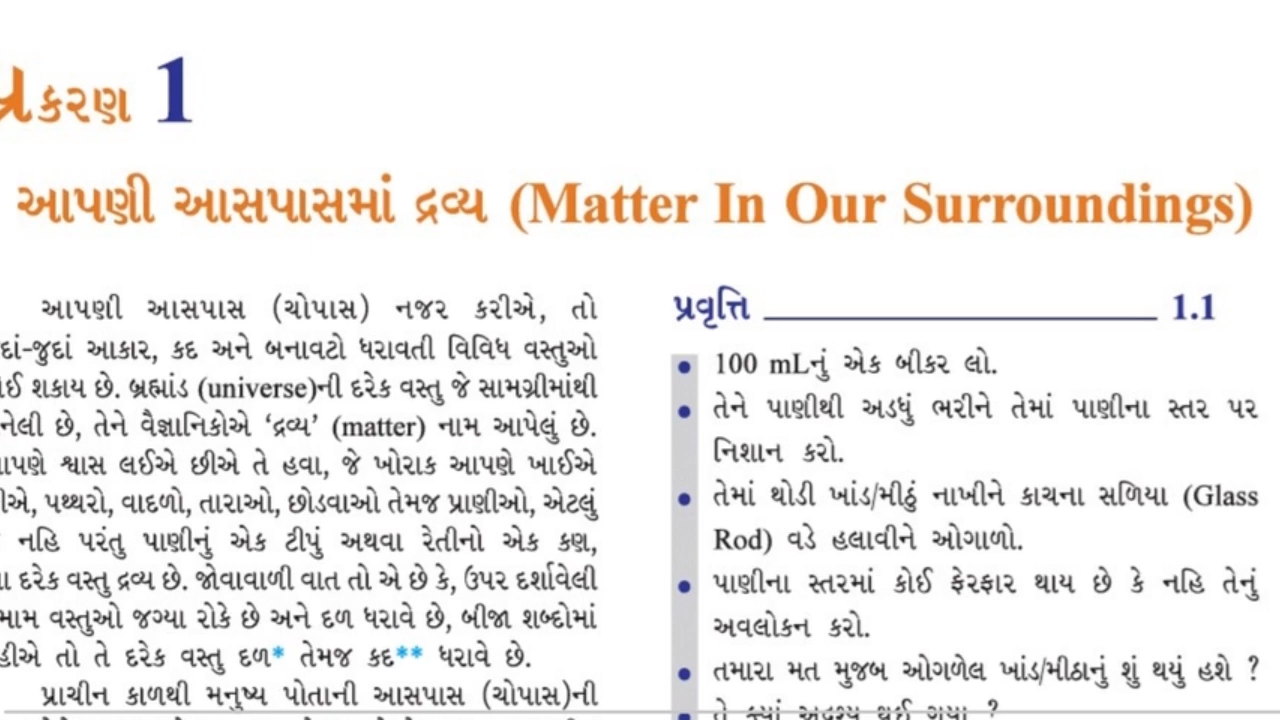 પ્રકરણ 1
આપણી આસપાસમાં દ્રવ્ય (Matter In Our Surroundings)
આપણી આસપાસ (ચોપાસ) નજર કરીએ, તો
આકાર, કદ અને બનાવટો ધરાવતી વિવિધ વસ્તુઓ
શકાય છે. બ્રહ્માંડ (universe)ની દરેક વસ્તુ જે સામગ્રીમાંથી
છે, તેને વૈજ્ઞાનિકોએ ‘દ્રવ્ય’ (matter) નામ આપેલું છે.
શ્વાસ લઈએ છીએ તે હવા, જે ખોરાક આપણે ખાઈએ
પથ્થરો, વાદળો, તારાઓ, છોડવાઓ તેમજ પ્રાણીઓ, એટલું
નહિ પરંતુ પાણીનું એક ટીપું અથવા રેતીનો એક કણ,
દરેક વસ્તુ દ્રવ્ય છે. જોવાવાળી વાત તો એ છે કે, ઉપર દર્શાવેલી
વસ્તુઓ જગ્યા રોકે છે અને દળ ધરાવે છે, બીજા શબ્દોમાં
તો તે દરેક વસ્તુ દળ* તેમજ કદ** ધરાવે છે.
પ્રાચીન કાળથી મનુષ્ય પોતાની આસપાસ (ચોપાસ)ની
પ્રવૃત્તિ 1.1
• 100 mLનું એક બીકર લો.
• તેને પાણીથી અડધું ભરીને તેમાં પાણીના સ્તર પર
નિશાન કરો.
• તેમાં થોડી ખાંડ/મીઠું નાખીને કાચના સળિયા (Glass
Rod) વડે હલાવીને ઓગાળો.
• પાણીના સ્તરમાં કોઈ ફેરફાર થાય છે કે નહિ તેનું
અવલોકન કરો.
• તમારા મત મુજબ ઓગળેલ ખાંડ/મીઠાનું શું થયું હશે ?